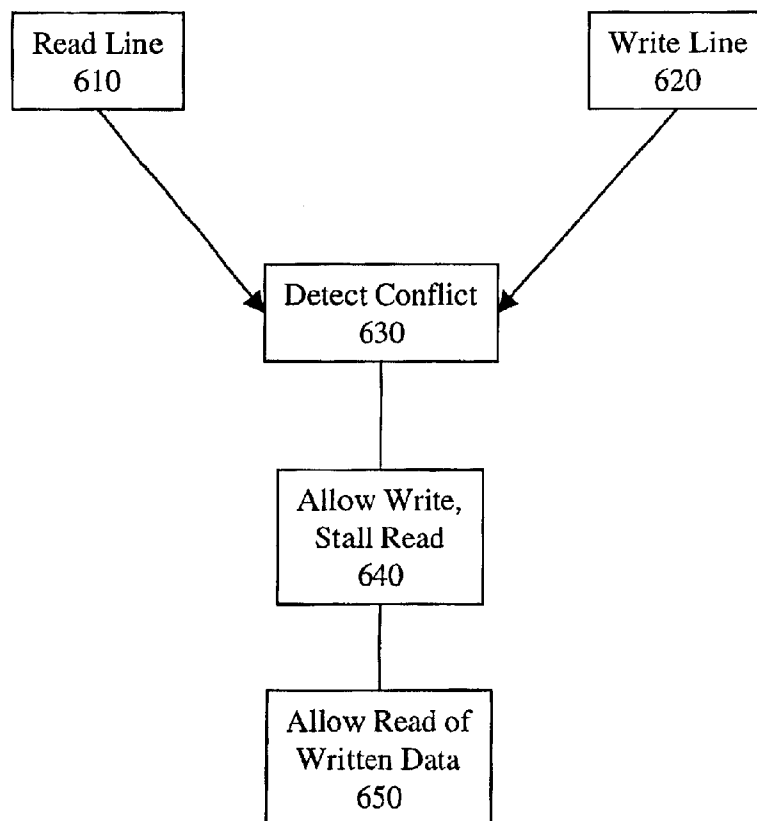 Read Line
610
Write Line
620
Detect Conflict
630
Allow Write,
Stall Read
640
Allow Read of
Written Data
650